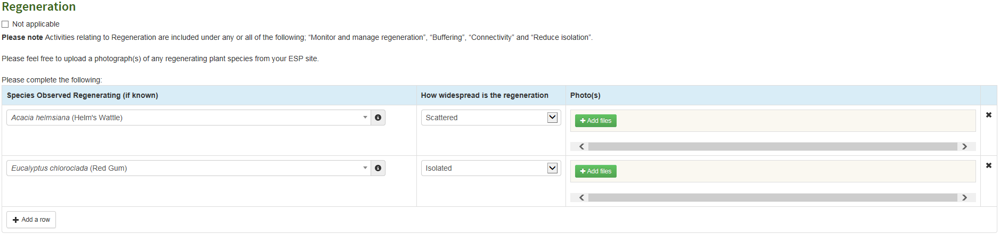 Regeneration
Not applicable
Please note Activities relating to Regeneration are included under any or all of the following; “Monitor and manage regeneration”, “Buffering”, “Connectivity” and “Reduce isolation”.
Please feel free to upload a photograph(s) of any regenerating plant species from your ESP site.
Please complete the following:
Species Observed Regenerating (if known) How widespread is the regeneration Photo(s)
Acacia helmsiana (Helm's Wattle) Scattered Add files
Eucalyptus chloroclada (Red Gum) Isolated Add files
Add a row